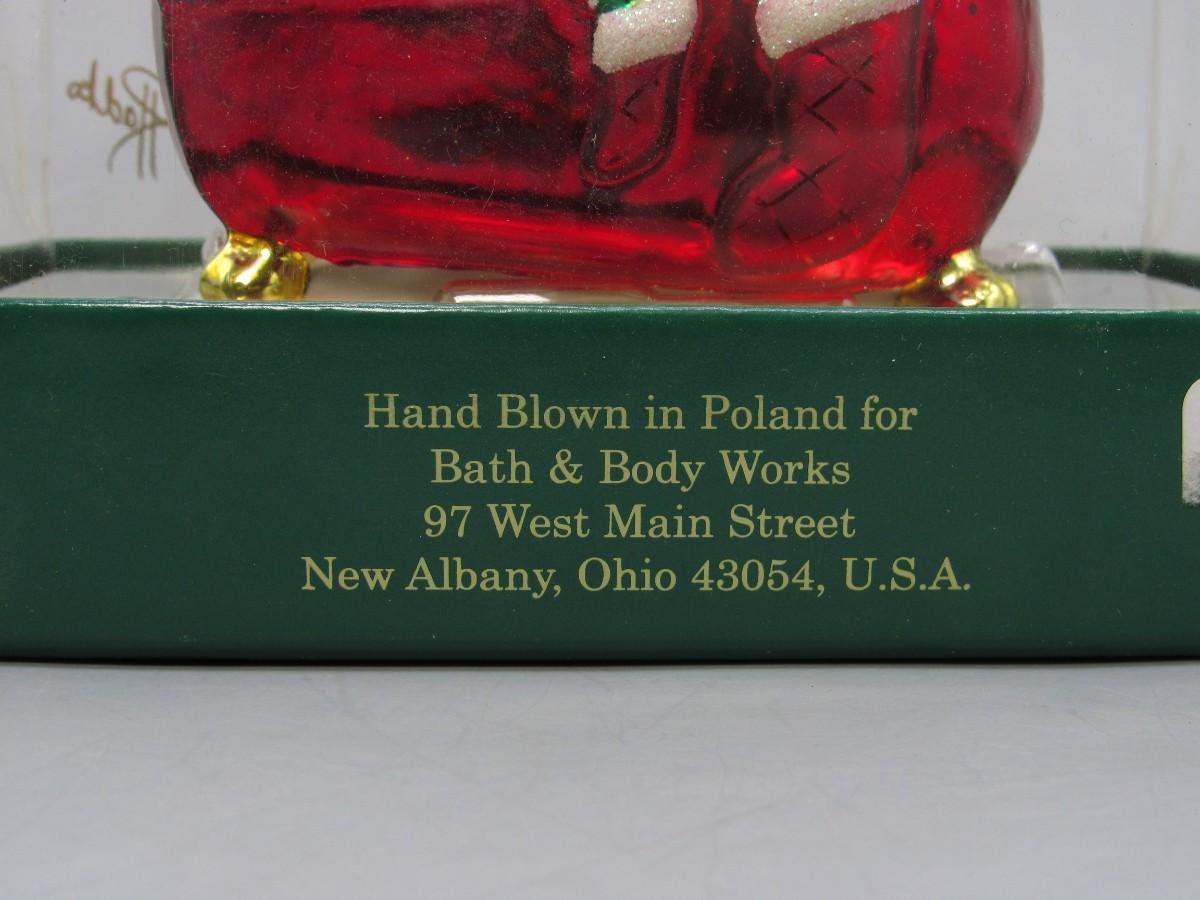 Hand Blown in Poland for
Bath & Body Works
97 West Main Street
New Albany, Ohio 43054, U.S.A.